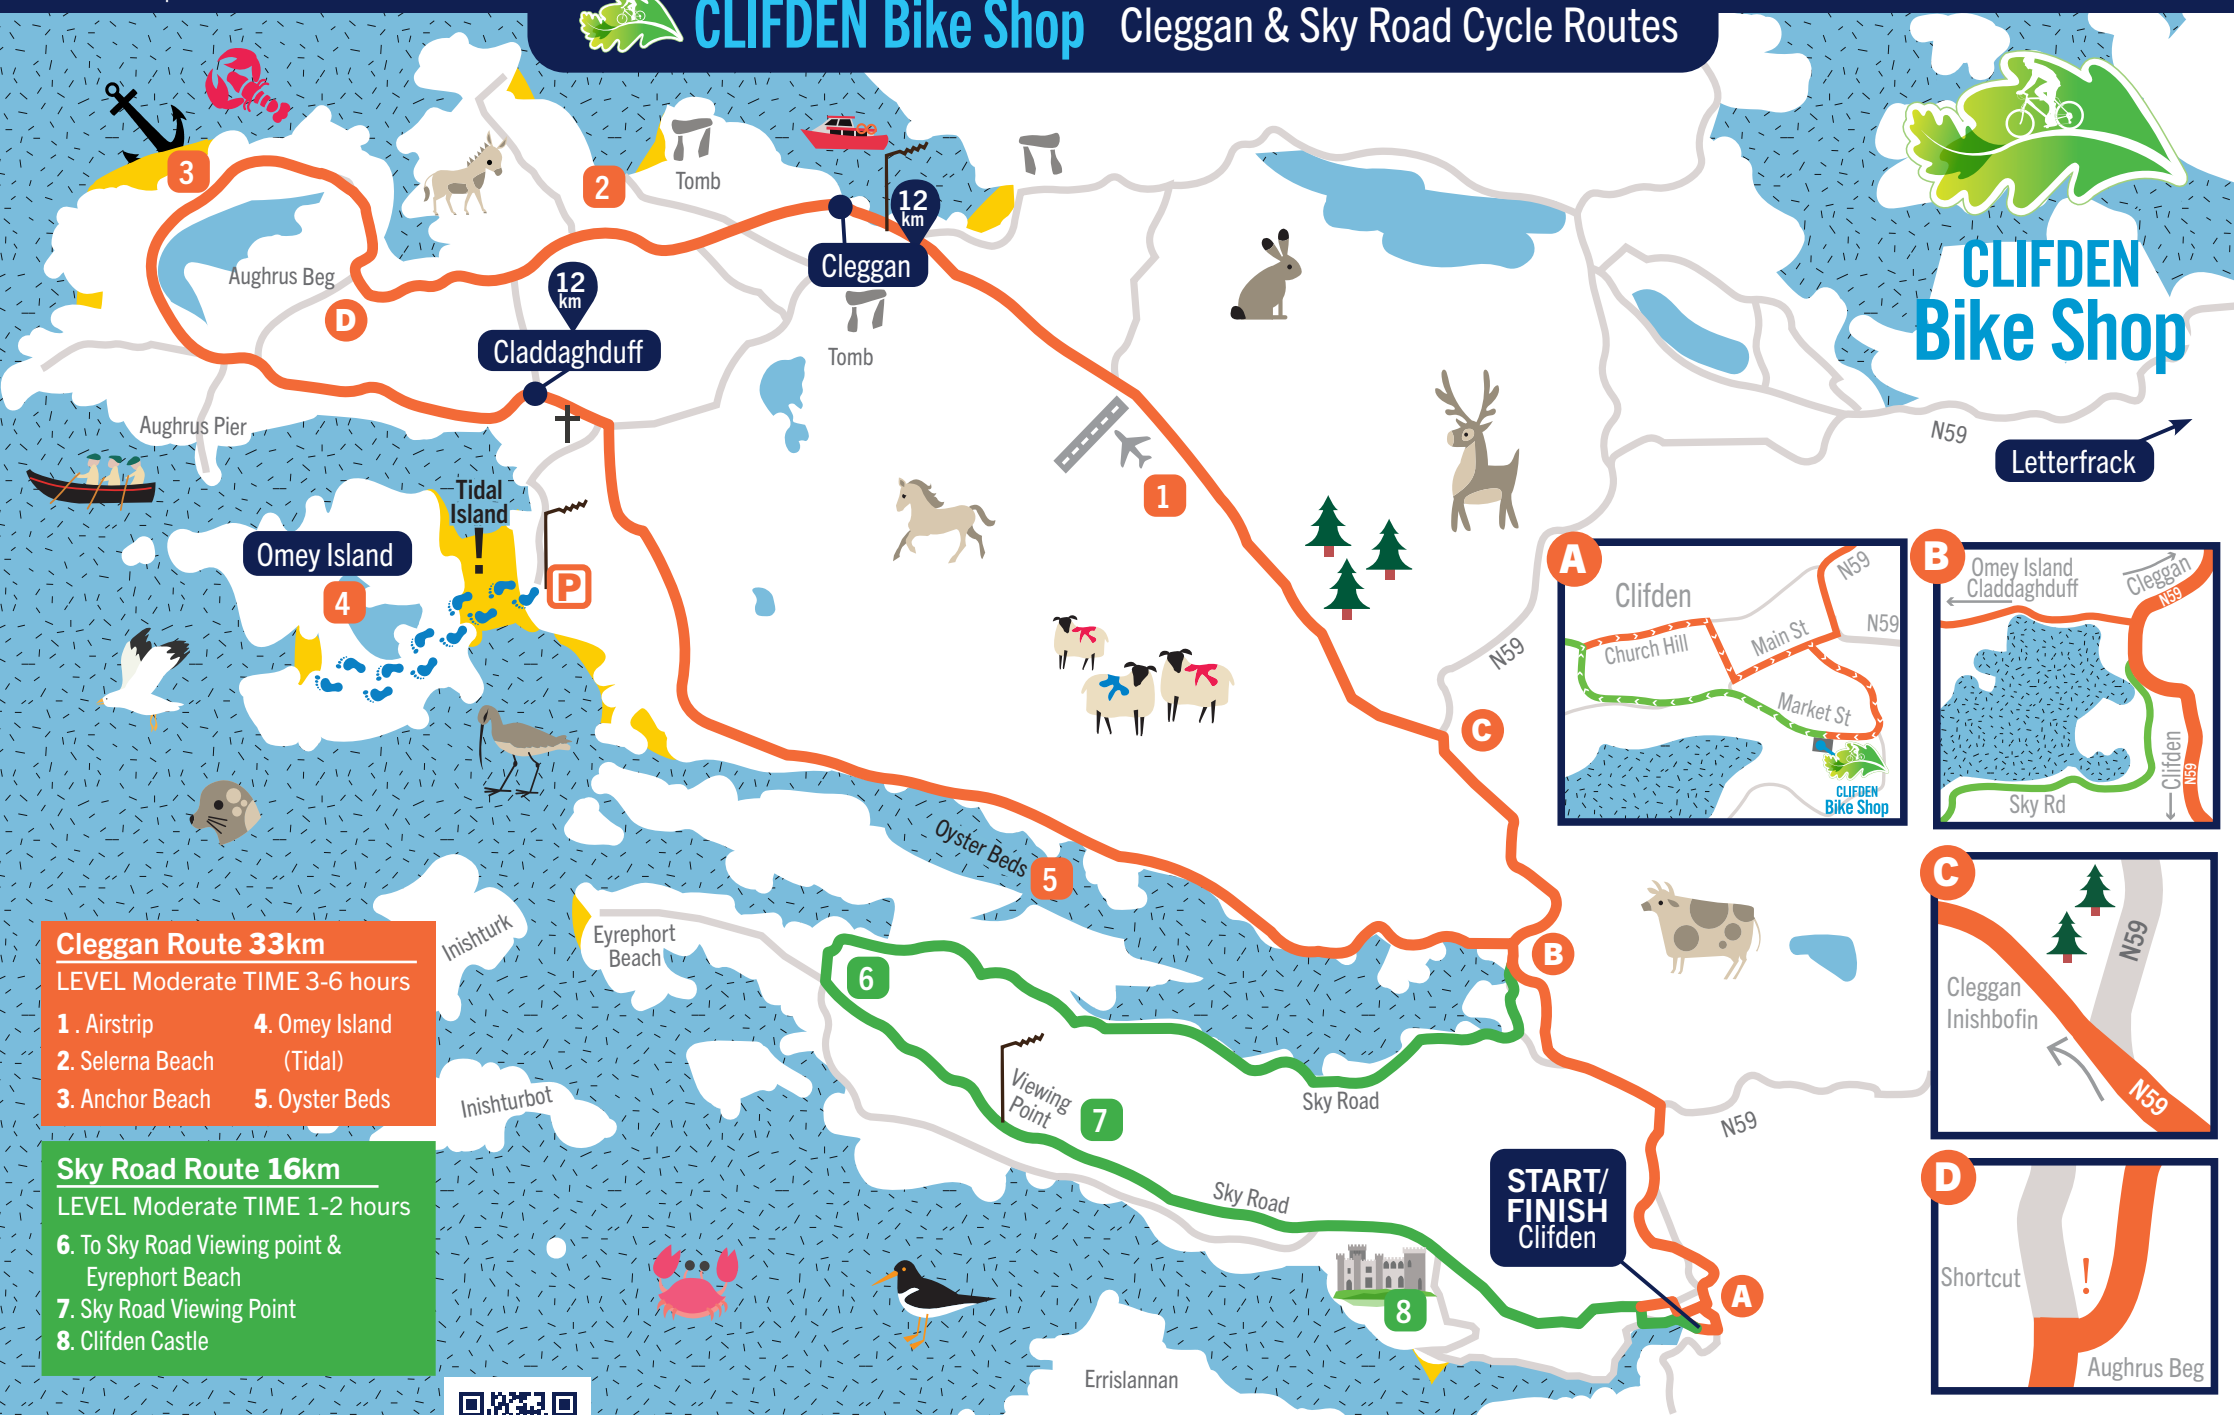 CLIFDEN Bike Shop
Cleggan & Sky Road Cycle Routes
CLIFDEN
Bike Shop
3
2
Tomb
12
km
Cleggan
Aughrus Beg
D
12
km
Claddaghduff
Tomb
Aughrus Pier
1
N59
Letterfrack
Tidal
Island
!
Omey Island
4
P
N59
C
Oyster Beds
5
B
Inishturk
Eyrephort
Beach
6
Viewing
Point
7
Sky Road
Inishturbot
Sky Road
N59
START/
FINISH
Clifden
A
8
Errislannan
Cleggan Route 33km
LEVEL Moderate TIME 3-6 hours
1 . Airstrip
2. Selerna Beach
3. Anchor Beach
4. Omey Island
(Tidal)
5. Oyster Beds
Sky Road Route 16km
LEVEL Moderate TIME 1-2 hours
6. To Sky Road Viewing point &
Eyrephort Beach
7. Sky Road Viewing Point
8. Clifden Castle
A
Clifden
N59
N59
Church Hill
Main St
Market St
CLIFDEN
Bike Shop
B
Omey Island
Claddaghduff
Cleggan
N59
Clifden
N59
Sky Rd
C
N59
Cleggan
Inishbofin
N59
D
Shortcut
!
Aughrus Beg